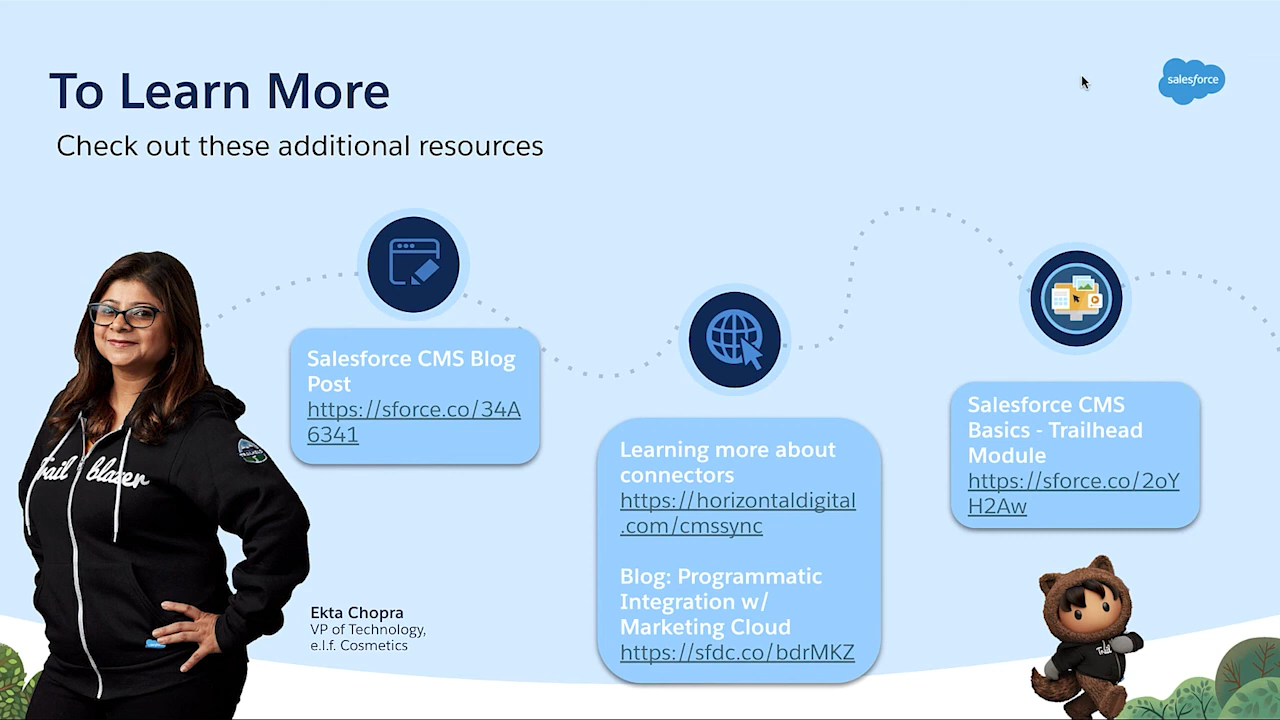 To Learn More
salesforce
Check out these additional resources
Salesforce CMS Blog
Post
https://sforce.co/34A
6341
Learning more about
connectors
https://horizontaldigital
.com/cmssync
Blog: Programmatic
Integration w/
Marketing Cloud
https://sfdc.co/bdrMKZ
Salesforce CMS
Basics - Trailhead
Module
https://sforce.co/2oY
H2Aw
Trail blazer
Ekta Chopra
VP of Technology,
e.l.f. Cosmetics